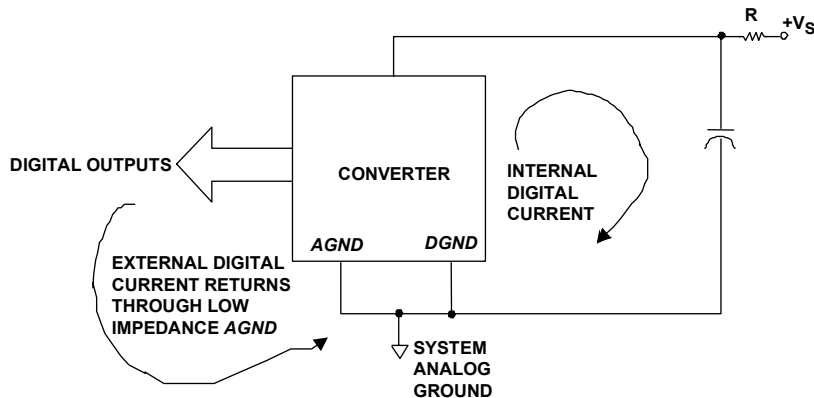 R
+VS
DIGITAL OUTPUTS
CONVERTER
INTERNAL
DIGITAL
CURRENT
AGND
DGND
EXTERNAL DIGITAL
CURRENT RETURNS
THROUGH LOW
IMPEDANCE AGND
SYSTEM
ANALOG
GROUND